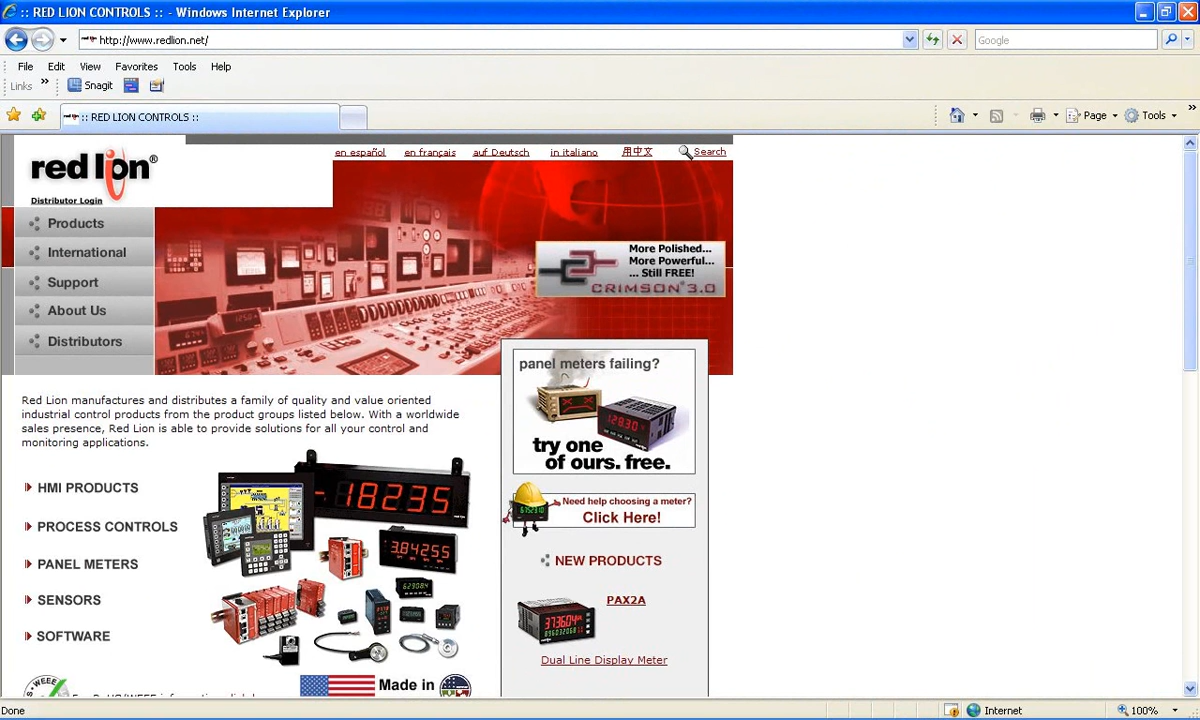 :: RED LION CONTROLS :: - Windows Internet Explorer
http://www.redlion.net/
Google
File Edit View Favorites Tools Help
Links » Snagit
:: RED LION CONTROLS ::
Page Tools »
red lion®
Distributor Login
en español en français auf Deutsch in italiano 用中文 Search
Products
International
Support
About Us
Distributors
More Polished...
More Powerful...
... Still FREE!
CRIMSON® 3.0
panel meters failing?
128.30
try one
of ours. free.
Need help choosing a meter?
Click Here!
NEW PRODUCTS
PAX2A
Dual Line Display Meter
Red Lion manufactures and distributes a family of quality and value oriented
industrial control products from the product groups listed below. With a worldwide
sales presence, Red Lion is able to provide solutions for all your control and
monitoring applications.
HMI PRODUCTS
PROCESS CONTROLS
PANEL METERS
SENSORS
SOFTWARE
-18235
3.84255
WEEE
Made in
Done
Internet
100%